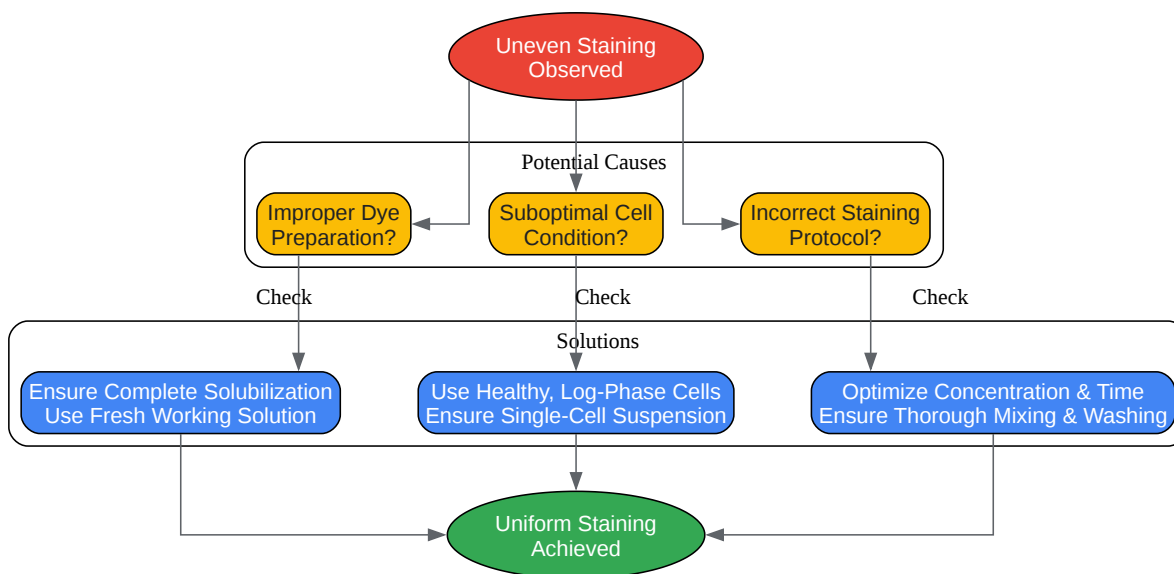 Uneven Staining
Observed
Potential Causes
Improper Dye
Preparation?
Suboptimal Cell
Condition?
Incorrect Staining
Protocol?
Check
Check
Check
Solutions
Ensure Complete Solubilization
Use Fresh Working Solution
Use Healthy, Log-Phase Cells
Ensure Single-Cell Suspension
Optimize Concentration & Time
Ensure Thorough Mixing & Washing
Uniform Staining
Achieved